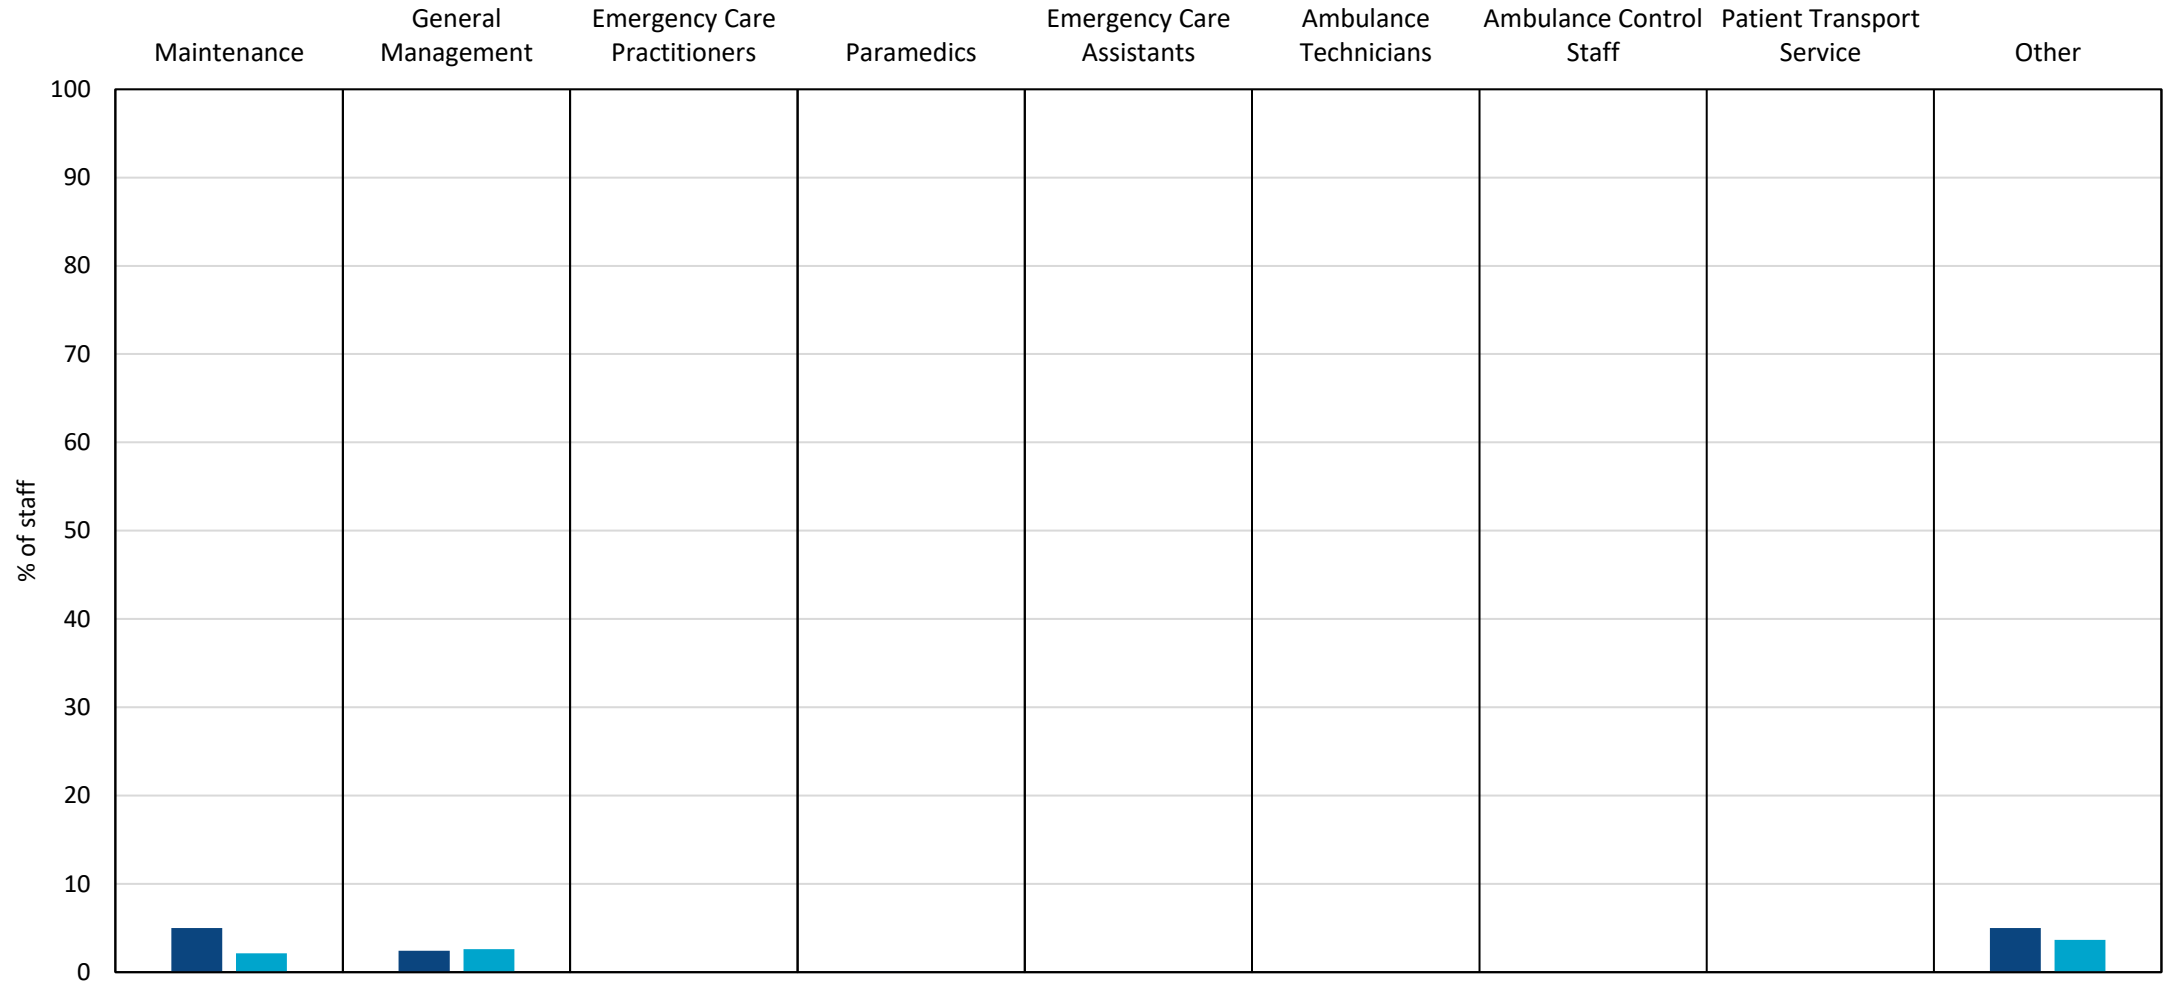 General
Emergency Care
Emergency Care
Ambulance
Ambulance Control
Patient Transport
Maintenance
Management
Practitioners
Paramedics
Assistants
Technicians
Staff
Service
Other
100
90
80
70
60
50
40
30
20
10
0
% of staff